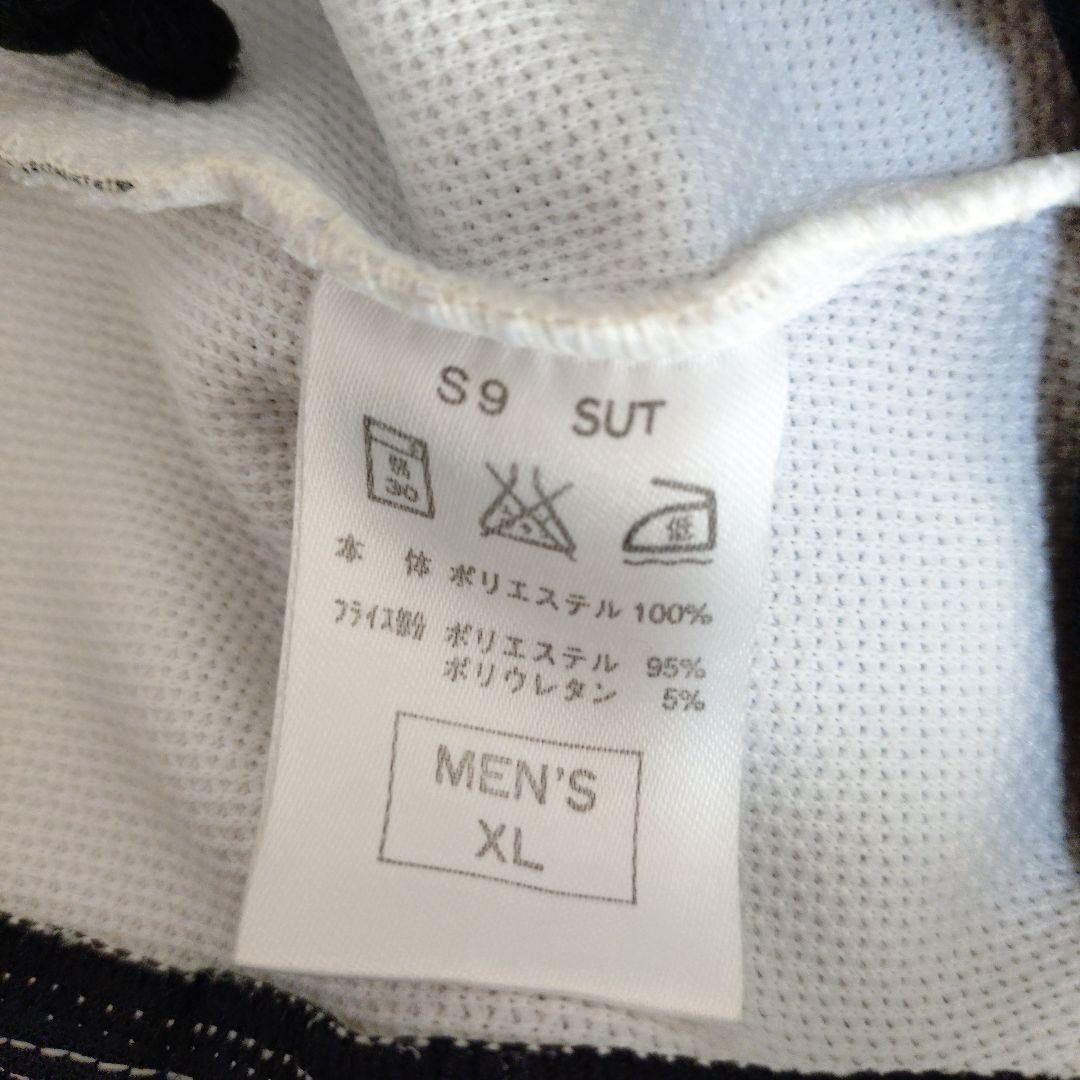 S9 SUT
弱
30
低
本 体 ポリエステル 100%
フライス部分 ポリエステル 95%
ポリウレタン 5%
MEN'S
XL